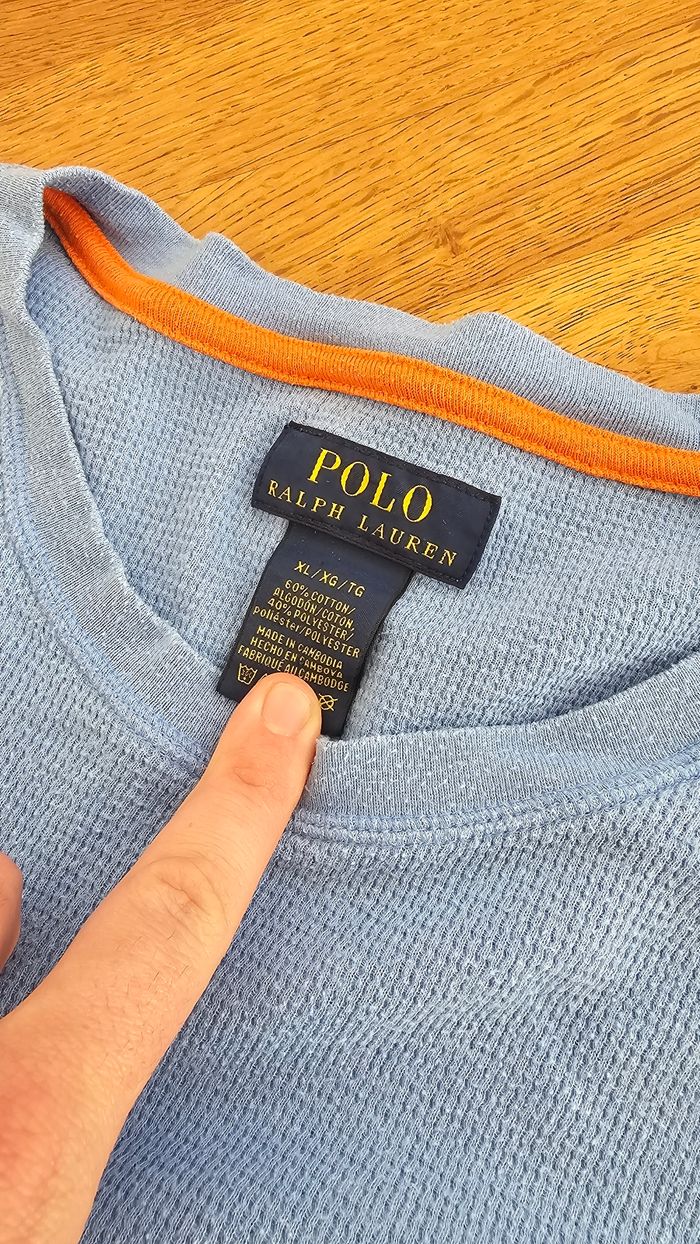 POLO
RALPH LAUREN
XL/XG/TG
60% COTTON/
ALGODÓN/COTON,
40% POLYESTER/
poliéster/POLYESTER
MADE IN CAMBODIA
HECHO EN CAMBOYA
FABRIQUÉ AU CAMBODGE